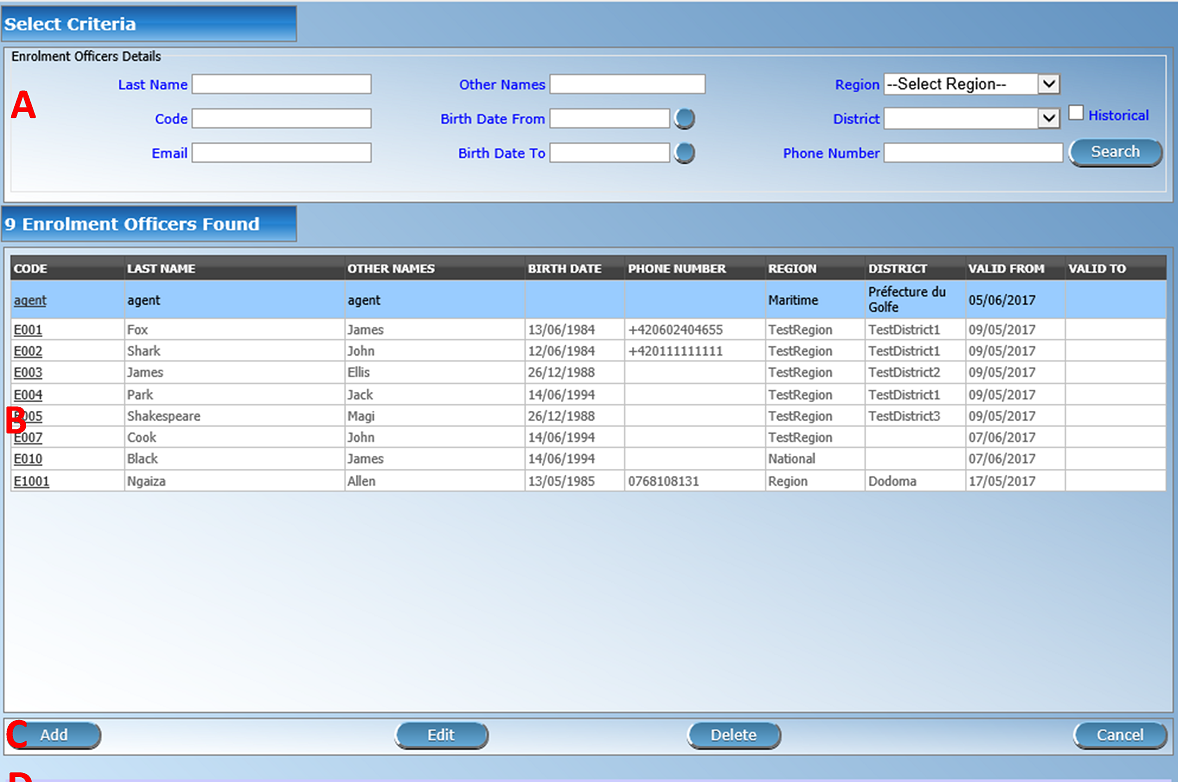 Select Criteria
Enrolment Officers Details
A
Last Name Other Names Region --Select Region--
Code Birth Date From District Historical
Email Birth Date To Phone Number Search
9 Enrolment Officers Found
CODE LAST NAME OTHER NAMES BIRTH DATE PHONE NUMBER REGION DISTRICT VALID FROM VALID TO
agent agent agent Maritime Préfecture du Golfe 05/06/2017
E001 Fox James 13/06/1984 +420602404655 TestRegion TestDistrict1 09/05/2017
E002 Shark John 12/06/1984 +420111111111 TestRegion TestDistrict1 09/05/2017
E003 James Ellis 26/12/1988 TestRegion TestDistrict2 09/05/2017
E004 Park Jack 14/06/1994 TestRegion TestDistrict1 09/05/2017
B
E005 Shakespeare Magi 26/12/1988 TestRegion TestDistrict3 09/05/2017
E007 Cook John 14/06/1994 TestRegion 07/06/2017
E010 Black James 14/06/1994 National 07/06/2017
E1001 Ngaiza Allen 13/05/1985 0768108131 Region Dodoma 17/05/2017
C Add Edit Delete Cancel
D